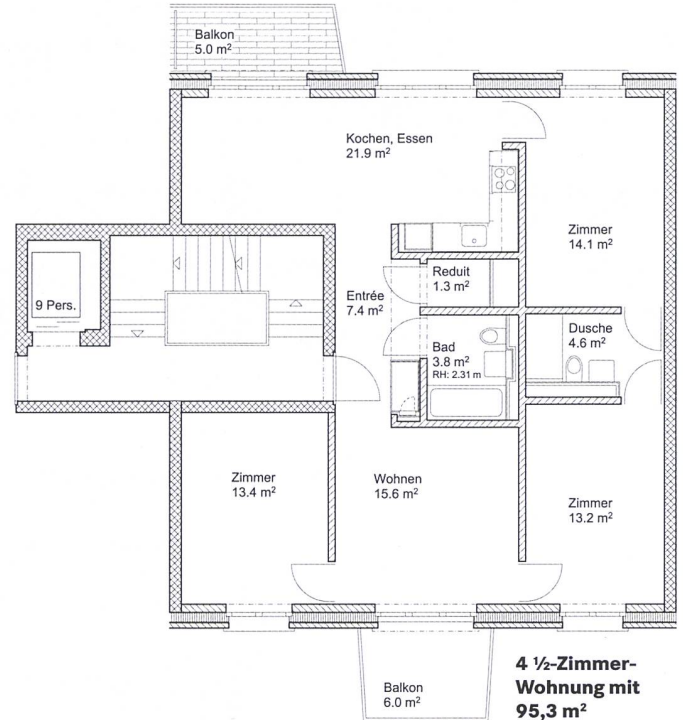 Balkon
5.0 m²
Kochen, Essen
21.9 m²
Zimmer
14.1 m²
Reduit
1.3 m²
Entrée
7.4 m²
9 Pers.
Dusche
4.6 m²
Bad
3.8 m²
RH: 2.31 m
Zimmer
13.4 m²
Wohnen
15.6 m²
Zimmer
13.2 m²
Balkon
6.0 m²
4 ½-Zimmer-
Wohnung mit
95,3 m²